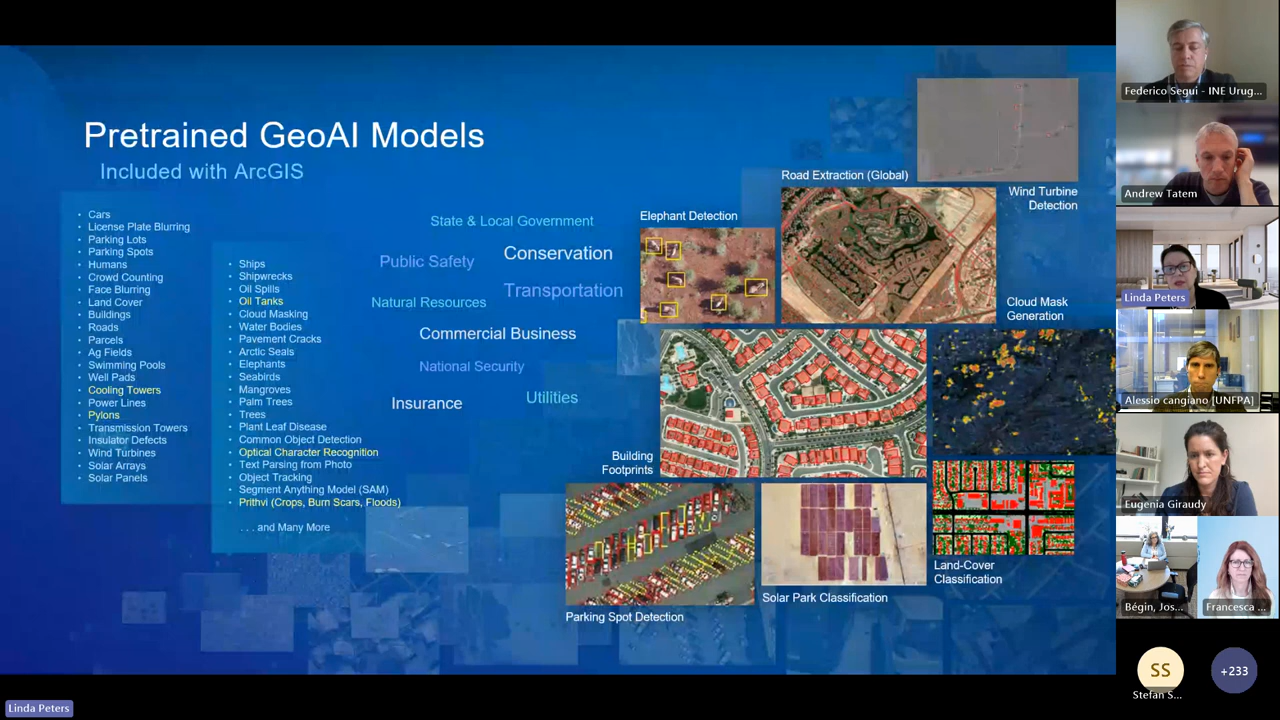 Pretrained GeoAI Models
Included with ArcGIS
• Cars
• License Plate Blurring
• Parking Lots
• Parking Spots
• Humans
• Crowd Counting
• Face Blurring
• Land Cover
• Buildings
• Roads
• Parcels
• Ag Fields
• Swimming Pools
• Well Pads
• Cooling Towers
• Power Lines
• Pylons
• Transmission Towers
• Insulator Defects
• Wind Turbines
• Solar Arrays
• Solar Panels
• Ships
• Shipwrecks
• Oil Spills
• Oil Tanks
• Cloud Masking
• Water Bodies
• Pavement Cracks
• Arctic Seals
• Elephants
• Seabirds
• Mangroves
• Palm Trees
• Trees
• Plant Leaf Disease
• Common Object Detection
• Optical Character Recognition
• Text Parsing from Photo
• Object Tracking
• Segment Anything Model (SAM)
• Prithvi (Crops, Burn Scars, Floods)
. . . and Many More
State & Local Government
Conservation
Public Safety
Transportation
Natural Resources
Commercial Business
National Security
Utilities
Insurance
Elephant Detection
Road Extraction (Global)
Wind Turbine
Detection
Cloud Mask
Generation
Building
Footprints
Parking Spot Detection
Solar Park Classification
Land-Cover
Classification
Federico Segui - INE Urug...
Andrew Tatem
Linda Peters
Alessio cangiano [UNFPA]
Eugenia Giraudy
Bégin, Jos...
Francesca ...
SS
Stefan S...
+233
Linda Peters